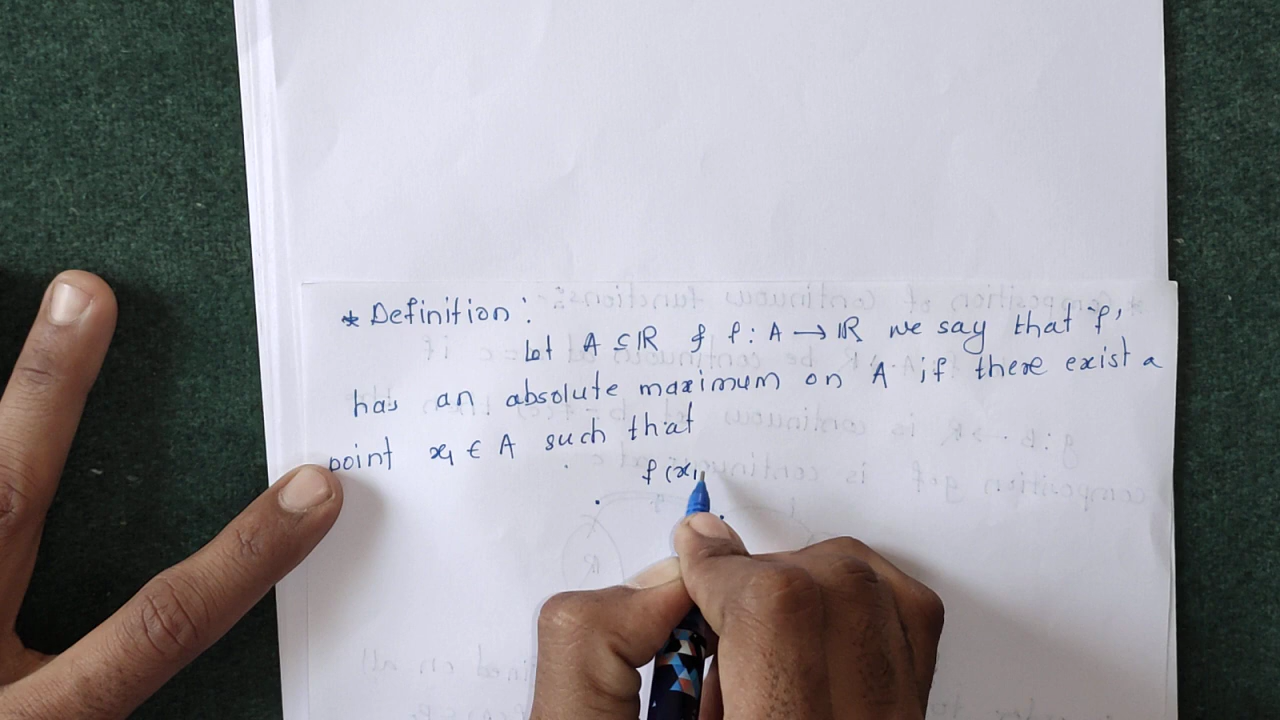 * Definition :
Let A ⊆ ℝ & f : A → ℝ we say that 'f'
has an absolute maximum on A if there exist a
point x₁ ∈ A such that
f(x₁